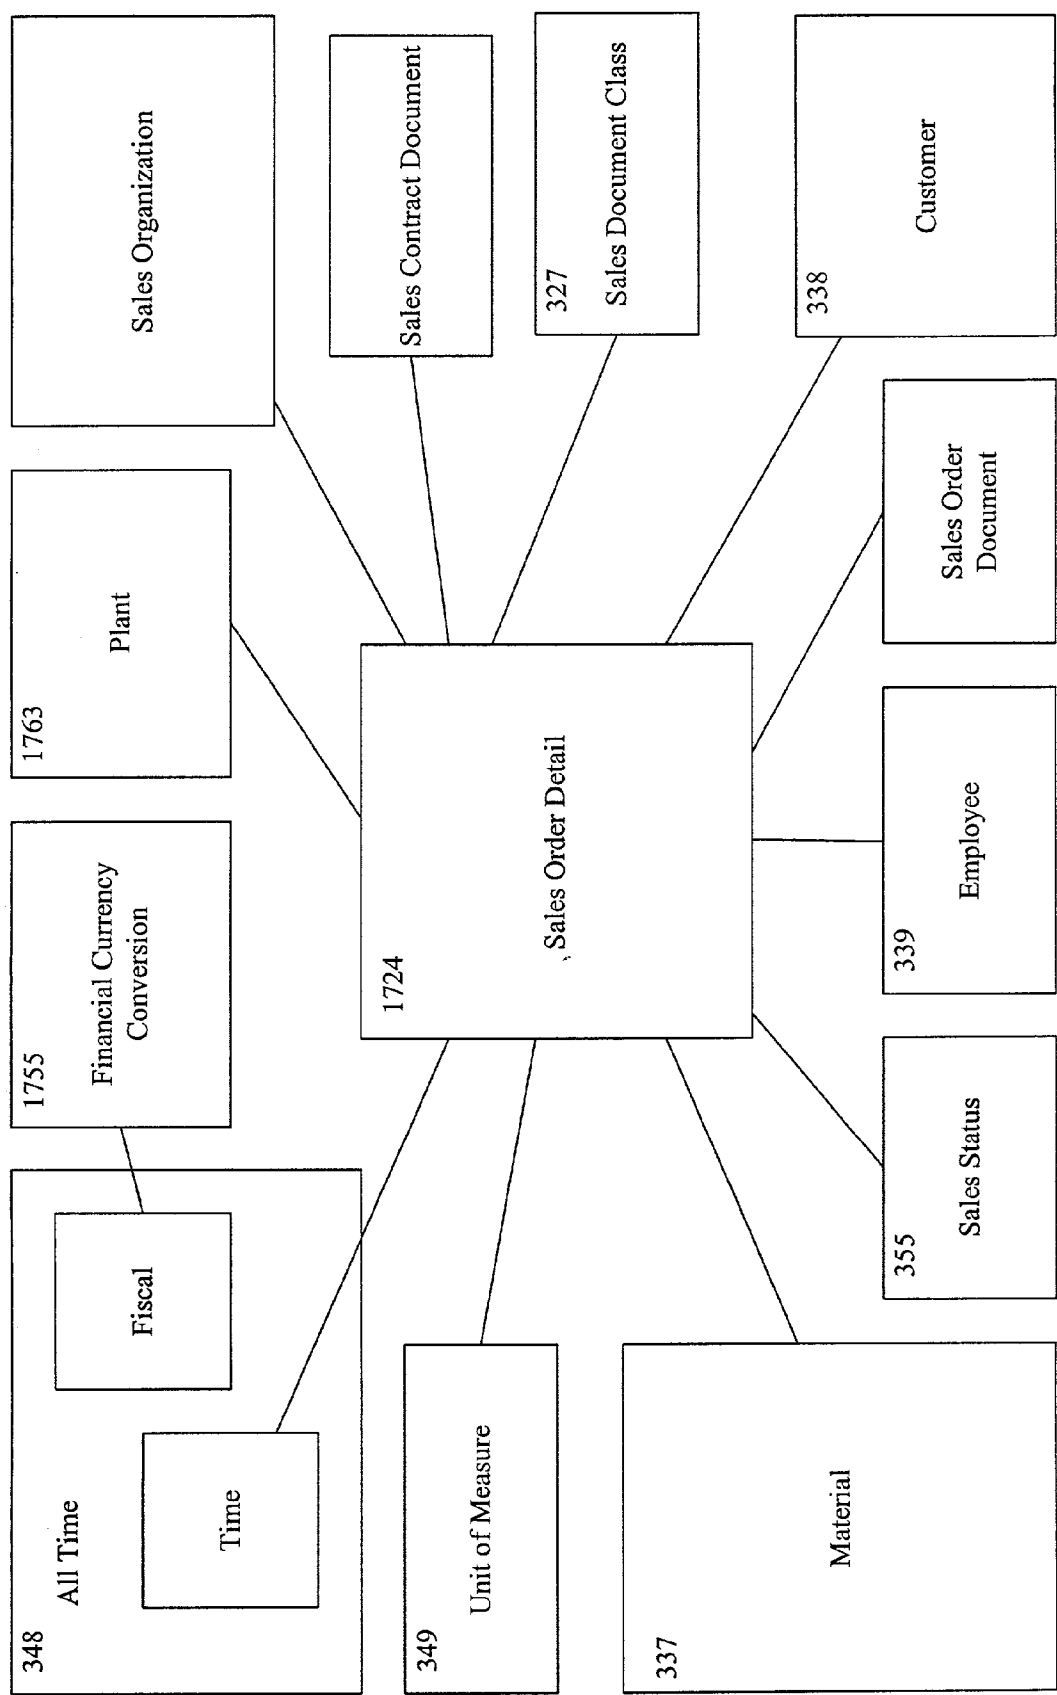 348
All Time
Time
Fiscal
1755
Financial Currency
Conversion
1763
Plant
Sales Organization
349
Unit of Measure
1724
Sales Order Detail
Sales Contract Document
327
Sales Document Class
337
Material
355
Sales Status
339
Employee
Sales Order
Document
338
Customer